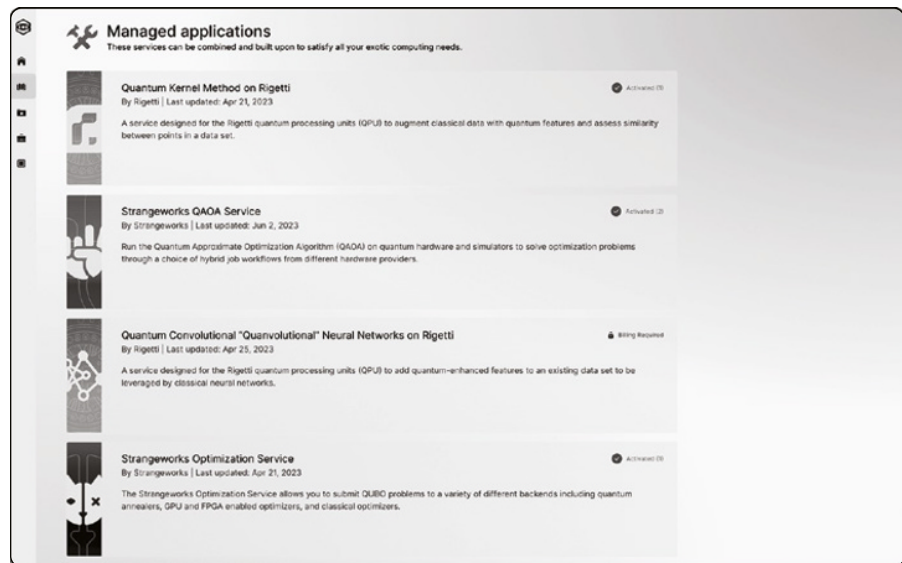 Managed applications
These services can be combined and built upon to satisfy all your exotic computing needs.
Quantum Kernel Method on Rigetti
Activated (1)
By Rigetti | Last updated: Apr 21, 2023
A service designed for the Rigetti quantum processing units (QPU) to augment classical data with quantum features and assess similarity
between points in a data set.
Strangeworks QAOA Service
Activated (2)
By Strangeworks | Last updated: Jun 2, 2023
Run the Quantum Approximate Optimization Algorithm (QAOA) on quantum hardware and simulators to solve optimization problems
through a choice of hybrid job workflows from different hardware providers.
Quantum Convolutional "Quanvolutional" Neural Networks on Rigetti
Billing Required
By Rigetti | Last updated: Apr 25, 2023
A service designed for the Rigetti quantum processing units (QPU) to add quantum-enhanced features to an existing data set to be
leveraged by classical neural networks.
Strangeworks Optimization Service
Activated (1)
By Strangeworks | Last updated: Apr 21, 2023
The Strangeworks Optimization Service allows you to submit QUBO problems to a variety of different backends including quantum
annealers, GPU and FPGA enabled optimizers, and classical optimizers.